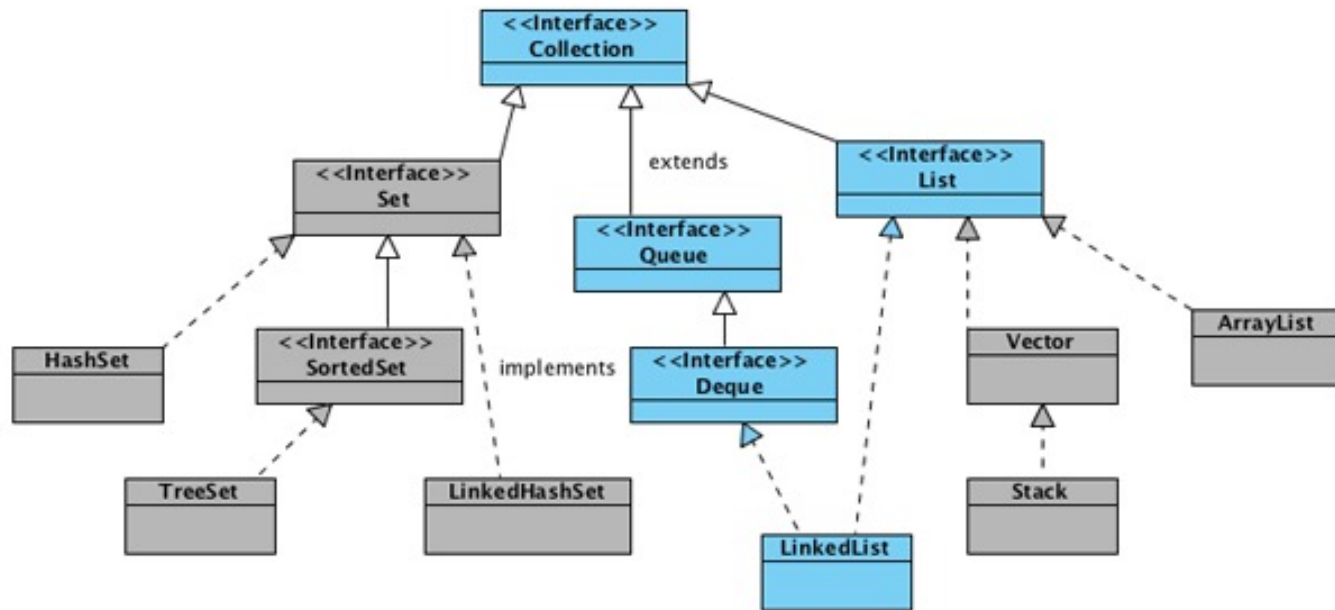 <<Interface>>
Collection
<<Interface>>
Set
extends
<<Interface>>
List
<<Interface>>
Queue
HashSet
<<Interface>>
SortedSet
implements
<<Interface>>
Deque
Vector
ArrayList
TreeSet
LinkedHashSet
LinkedList
Stack